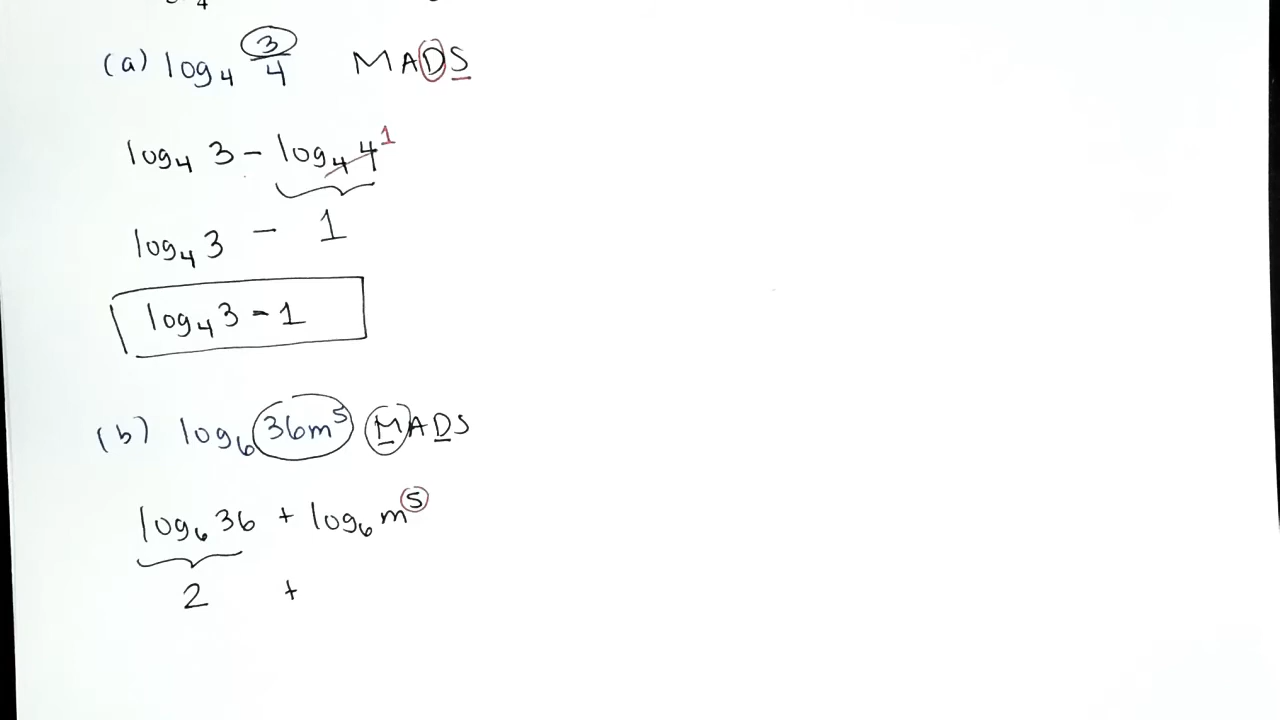 4
(a) log₄ 3/4 MADS
log₄ 3 - log₄ 4¹
log₄ 3 - 1
log₄ 3 - 1
(b) log₆ 36m⁵ MADS
log₆ 36 + log₆ m⁵
2 +